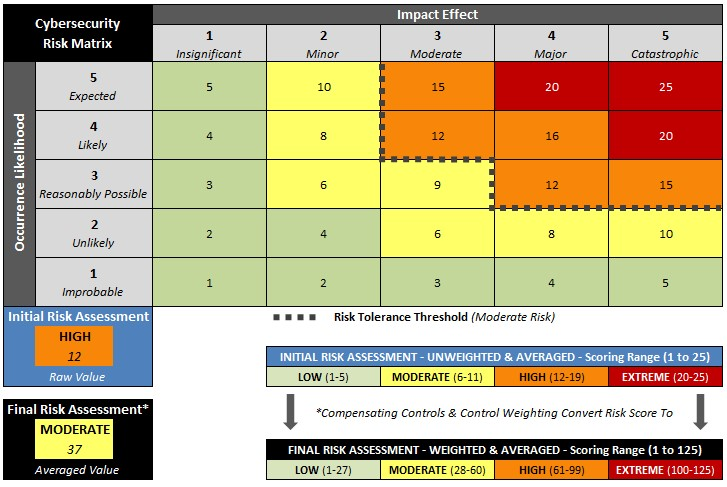 Cybersecurity
Risk Matrix
Impact Effect
1 2 3 4 5
Insignificant Minor Moderate Major Catastrophic
Occurrence Likelihood
5
Expected
5 10 15 20 25
4
Likely
4 8 12 16 20
3
Reasonably Possible
3 6 9 12 15
2
Unlikely
2 4 6 8 10
1
Improbable
1 2 3 4 5
Initial Risk Assessment
HIGH
12
Raw Value
Risk Tolerance Threshold (Moderate Risk)
INITIAL RISK ASSESSMENT - UNWEIGHTED & AVERAGED - Scoring Range (1 to 25)
LOW (1-5) MODERATE (6-11) HIGH (12-19) EXTREME (20-25)
*Compensating Controls & Control Weighting Convert Risk Score To
Final Risk Assessment*
MODERATE
37
Averaged Value
FINAL RISK ASSESSMENT - WEIGHTED & AVERAGED - Scoring Range (1 to 125)
LOW (1-27) MODERATE (28-60) HIGH (61-99) EXTREME (100-125)